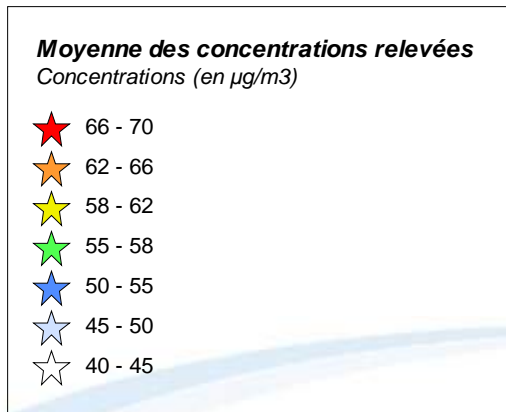 Moyenne des concentrations relevées
Concentrations (en µg/m3)
66 - 70
62 - 66
58 - 62
55 - 58
50 - 55
45 - 50
40 - 45